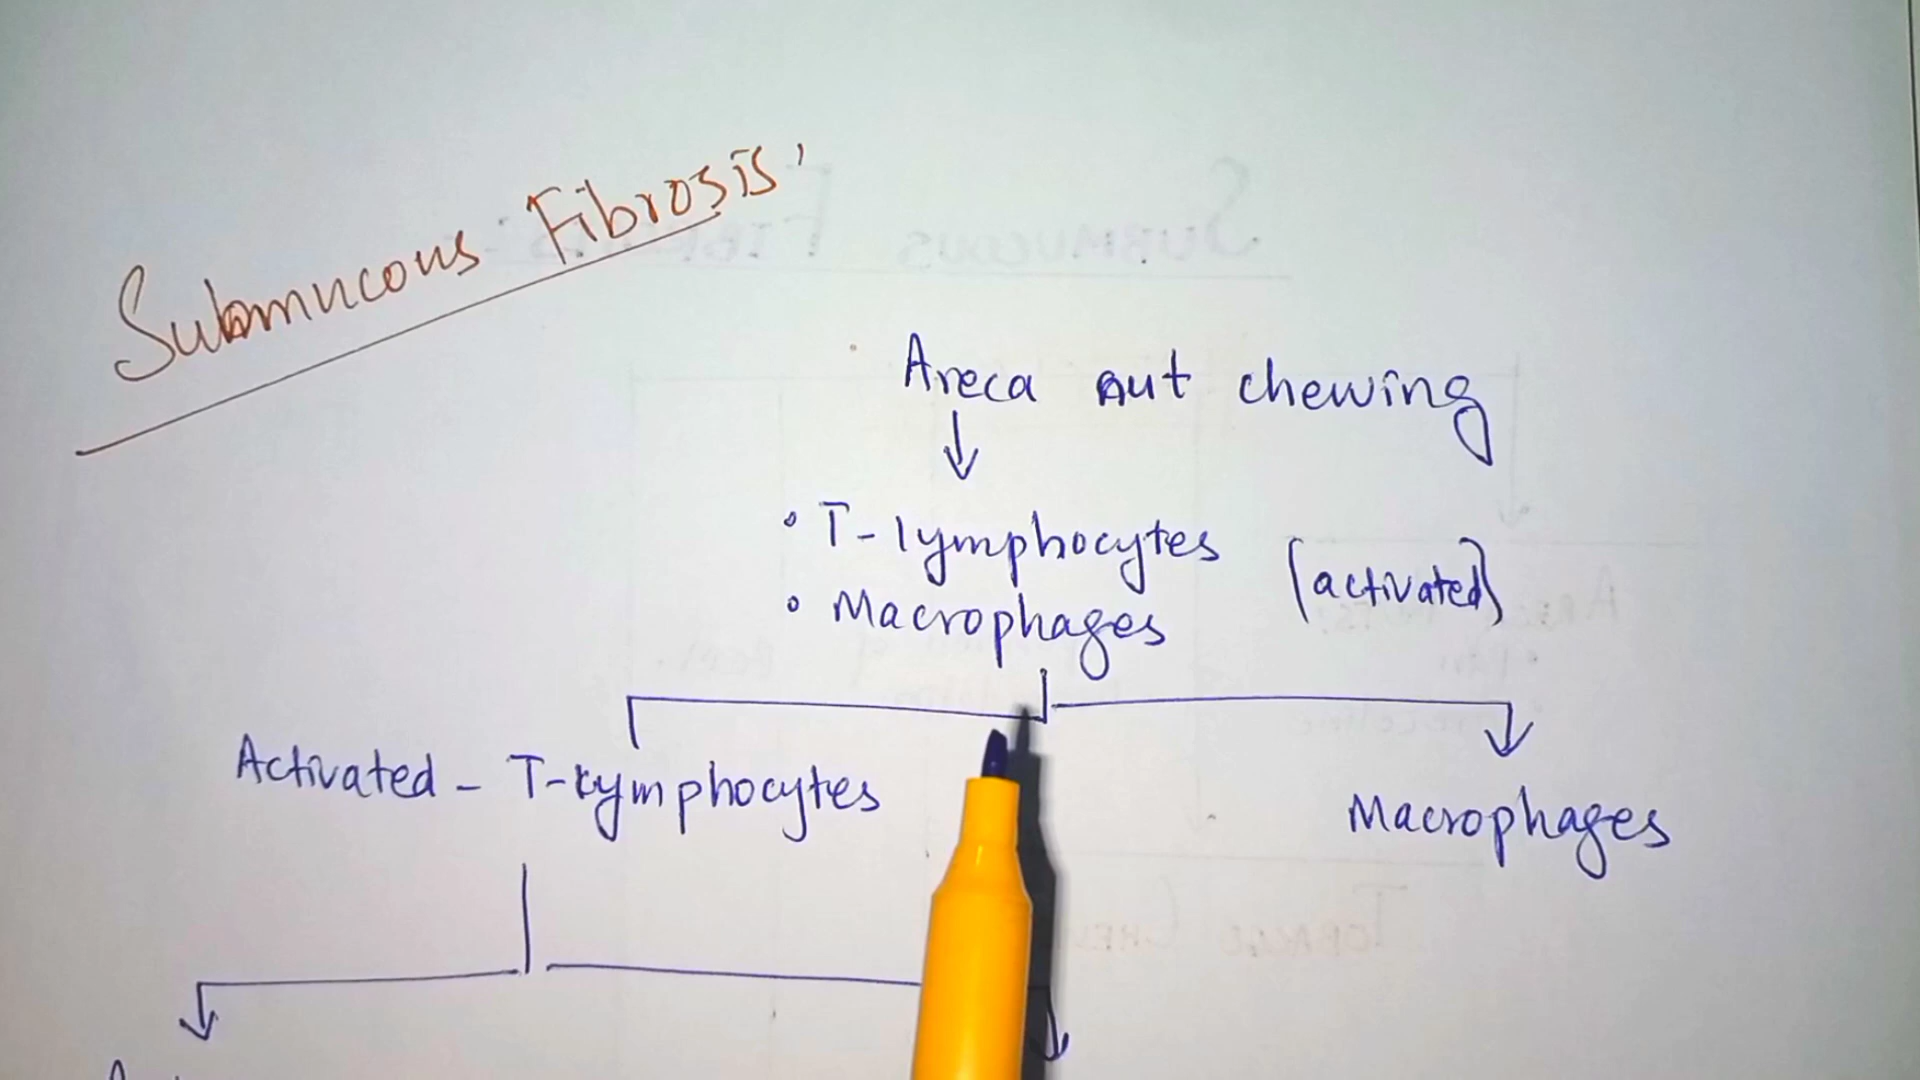 Submucous Fibrosis
Areca nut chewing
• T-lymphocytes
• Macrophages
(activated)
Activated - T-lymphocytes
Macrophages